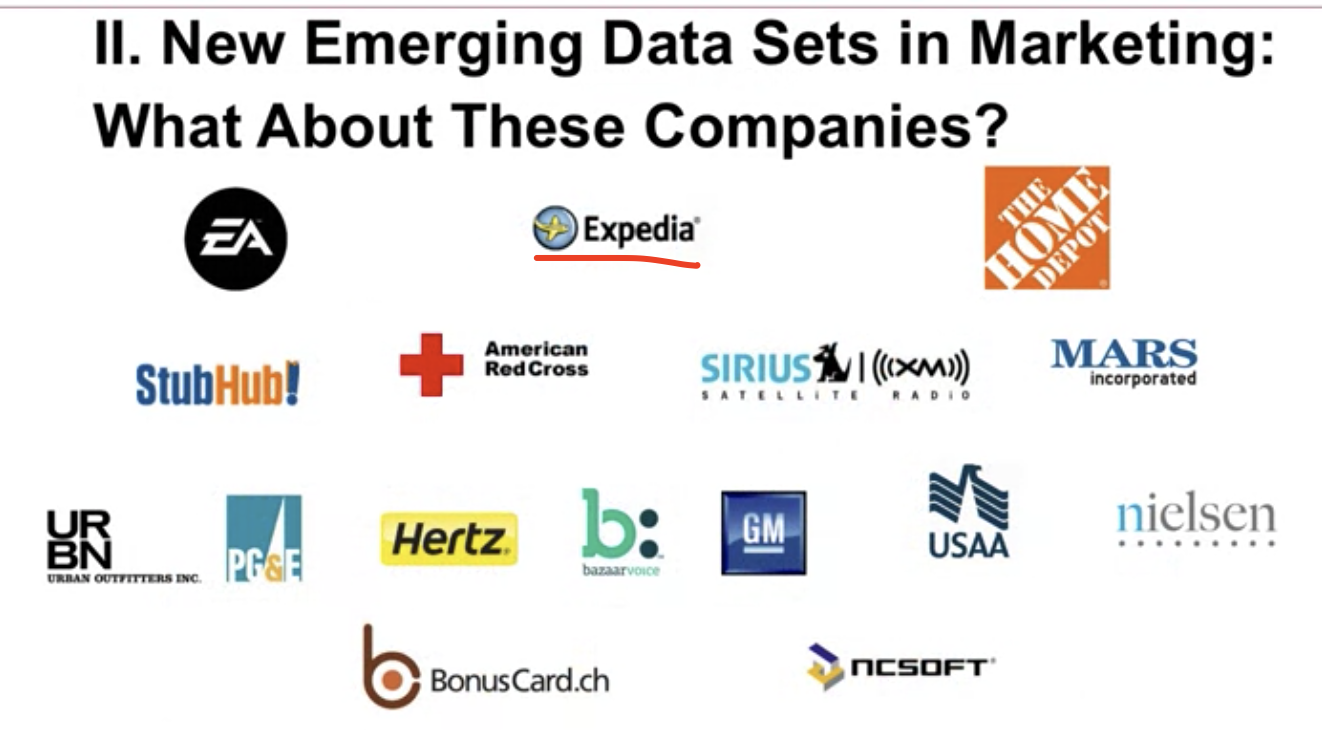 II. New Emerging Data Sets in Marketing:
What About These Companies?
EA
Expedia®
THE
HOME
DEPOT
StubHub!
American
Red Cross
SIRIUS | ((XM))
SATELLITE RADIO
MARS
incorporated
UR
BN
URBAN OUTFITTERS INC.
PG&E
Hertz
b:
bazaarvoice
GM
USAA
nielsen
BonusCard.ch
NCSOFT®